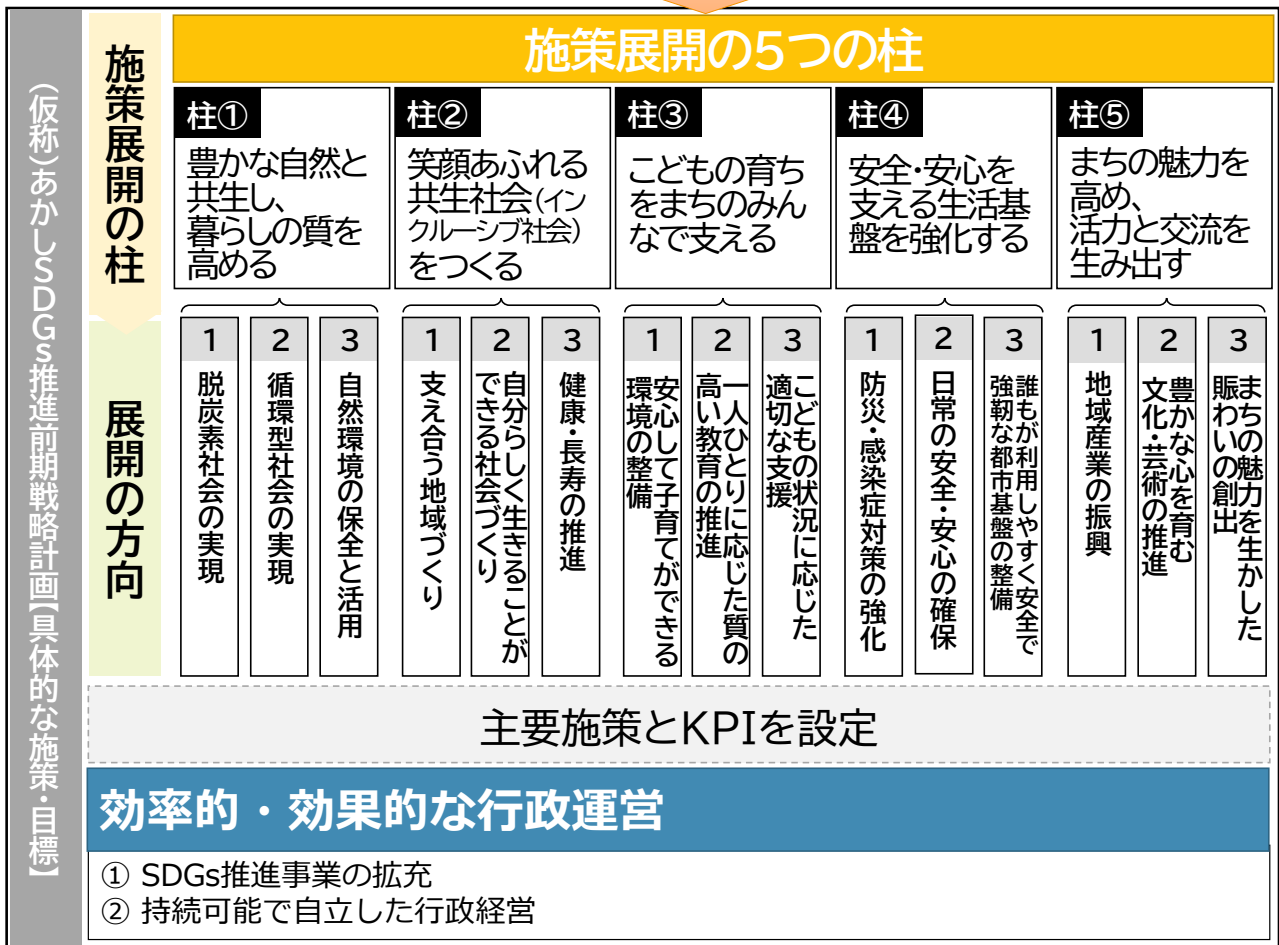 (仮称)あかしSDGs推進前期戦略計画【具体的な施策・目標】
施策展開の柱
展開の方向
施策展開の5つの柱
柱①
豊かな自然と
共生し、
暮らしの質を
高める
柱②
笑顔あふれる
共生社会(イン
クルーシブ社会)
をつくる
柱③
こどもの育ち
をまちのみん
なで支える
柱④
安全・安心を
支える生活基
盤を強化する
柱⑤
まちの魅力を
高め、
活力と交流を
生み出す
1
脱炭素社会の実現
2
循環型社会の実現
3
自然環境の保全と活用
1
支え合う地域づくり
2
自分らしく生きることが
できる社会づくり
3
健康・長寿の推進
1
安心して子育てができる
環境の整備
2
一人ひとりに応じた質の
高い教育の推進
3
こどもの状況に応じた
適切な支援
1
防災・感染症対策の強化
2
日常の安全・安心の確保
3
誰もが利用しやすく安全で
強靭な都市基盤の整備
1
地域産業の振興
2
豊かな心を育む
文化・芸術の推進
3
まちの魅力を生かした
賑わいの創出
主要施策とKPIを設定
効率的・効果的な行政運営
① SDGs推進事業の拡充
② 持続可能で自立した行政経営